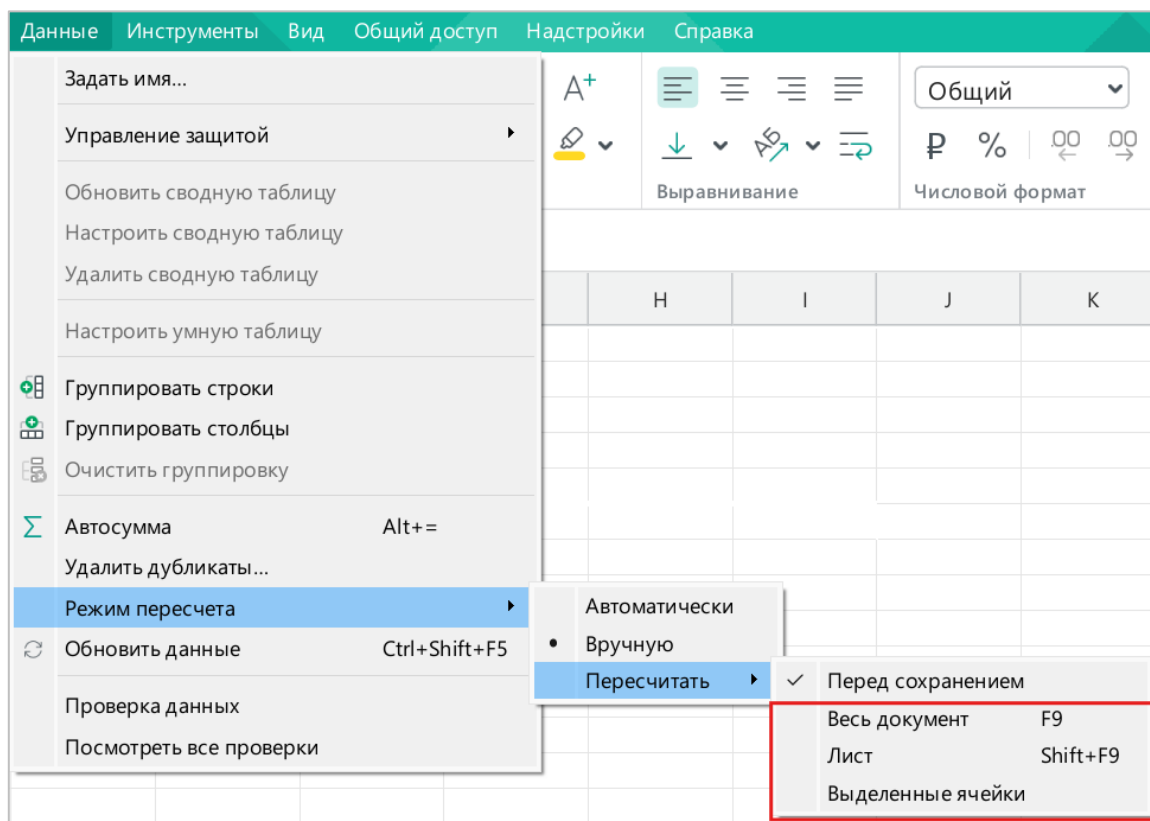 Данные Инструменты Вид Общий доступ Надстройки Справка
Задать имя...
Управление защитой
Обновить сводную таблицу
Настроить сводную таблицу
Удалить сводную таблицу
Настроить умную таблицу
Группировать строки
Группировать столбцы
Очистить группировку
Автосумма Alt+=
Удалить дубликаты...
Режим пересчета
Обновить данные Ctrl+Shift+F5
Проверка данных
Посмотреть все проверки
A+
Общий
АБ
₽ % .00 .00
Выравнивание Числовой формат
H I J K
Автоматически
Вручную
Пересчитать
Перед сохранением
Весь документ F9
Лист Shift+F9
Выделенные ячейки